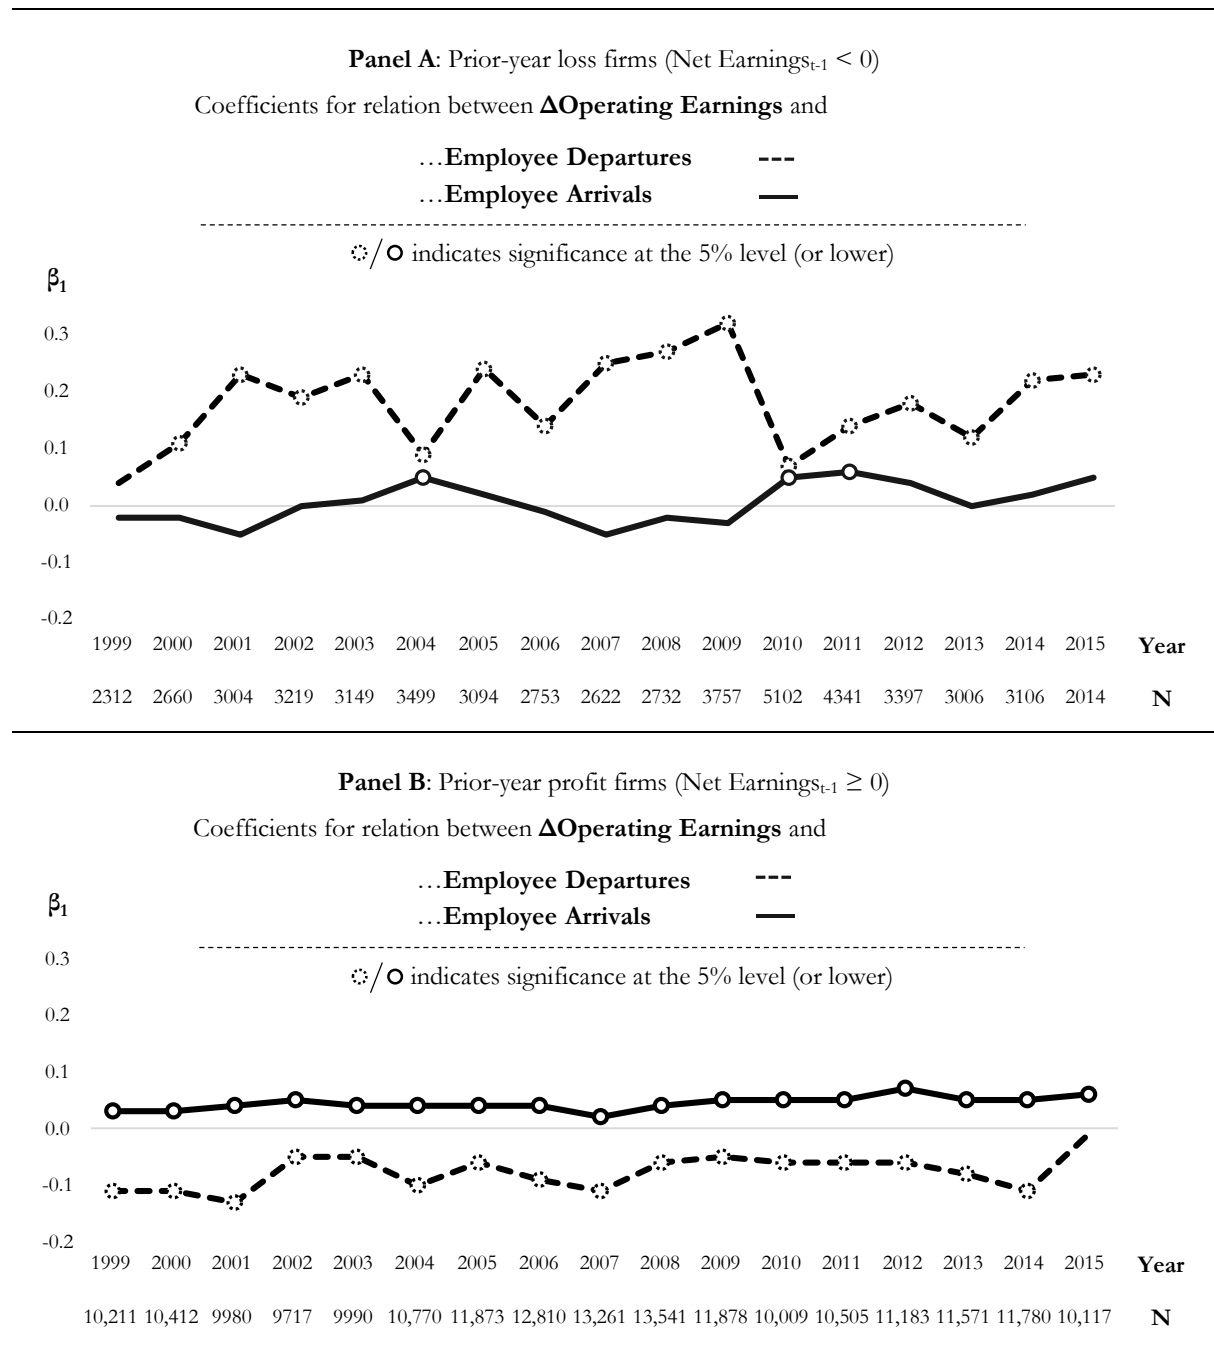 Panel A: Prior-year loss firms (Net Earningst-1 < 0)
Coefficients for relation between ΔOperating Earnings and
…Employee Departures
…Employee Arrivals
/ indicates significance at the 5% level (or lower)
β1
0.3
0.2
0.1
0.0
-0.1
-0.2
1999 2000 2001 2002 2003 2004 2005 2006 2007 2008 2009 2010 2011 2012 2013 2014 2015 Year
2312 2660 3004 3219 3149 3499 3094 2753 2622 2732 3757 5102 4341 3397 3006 3106 2014 N
Panel B: Prior-year profit firms (Net Earningst-1 ≥ 0)
Coefficients for relation between ΔOperating Earnings and
…Employee Departures
…Employee Arrivals
β1
/ indicates significance at the 5% level (or lower)
0.3
0.2
0.1
0.0
-0.1
-0.2
1999 2000 2001 2002 2003 2004 2005 2006 2007 2008 2009 2010 2011 2012 2013 2014 2015 Year
10,211 10,412 9980 9717 9990 10,770 11,873 12,810 13,261 13,541 11,878 10,009 10,505 11,183 11,571 11,780 10,117 N